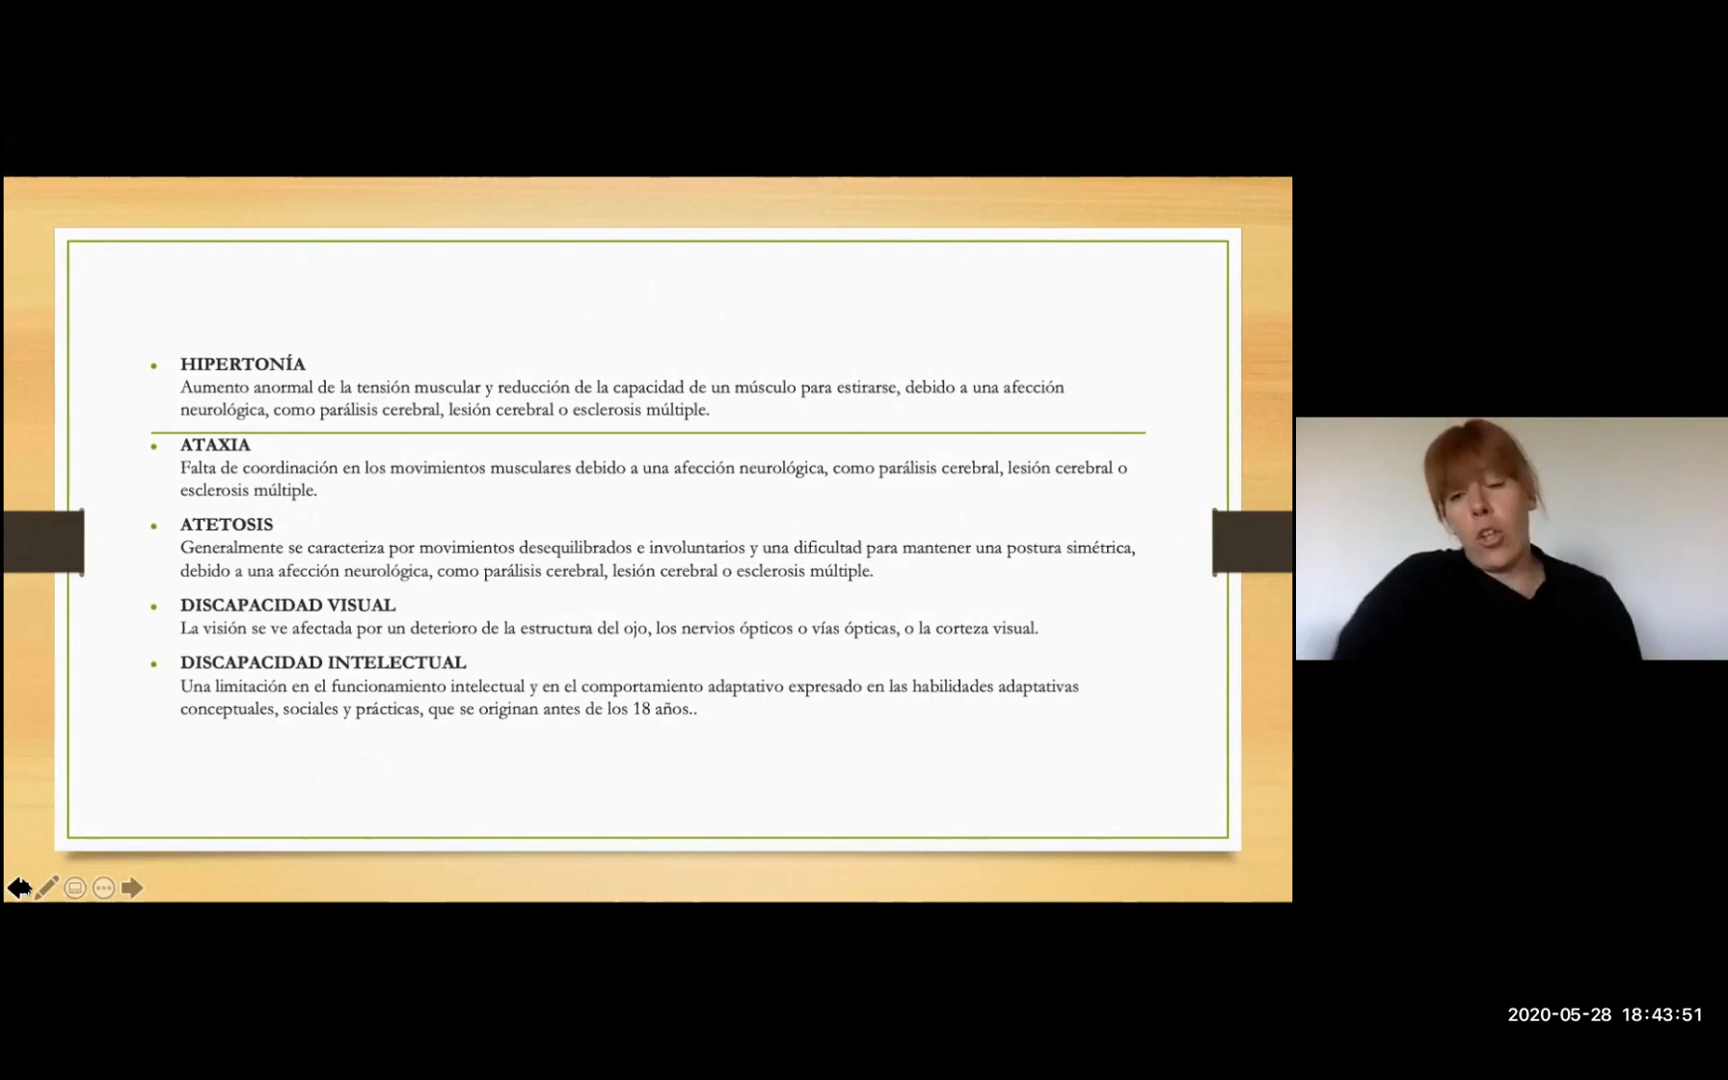 HIPERTONÍA
Aumento anormal de la tensión muscular y reducción de la capacidad de un músculo para estirarse, debido a una afección
neurológica, como parálisis cerebral, lesión cerebral o esclerosis múltiple.
ATAXIA
Falta de coordinación en los movimientos musculares debido a una afección neurológica, como parálisis cerebral, lesión cerebral o
esclerosis múltiple.
ATETOSIS
Generalmente se caracteriza por movimientos desequilibrados e involuntarios y una dificultad para mantener una postura simétrica,
debido a una afección neurológica, como parálisis cerebral, lesión cerebral o esclerosis múltiple.
DISCAPACIDAD VISUAL
La visión se ve afectada por un deterioro de la estructura del ojo, los nervios ópticos o vías ópticas, o la corteza visual.
DISCAPACIDAD INTELECTUAL
Una limitación en el funcionamiento intelectual y en el comportamiento adaptativo expresado en las habilidades adaptativas
conceptuales, sociales y prácticas, que se originan antes de los 18 años..
2020-05-28 18:43:51